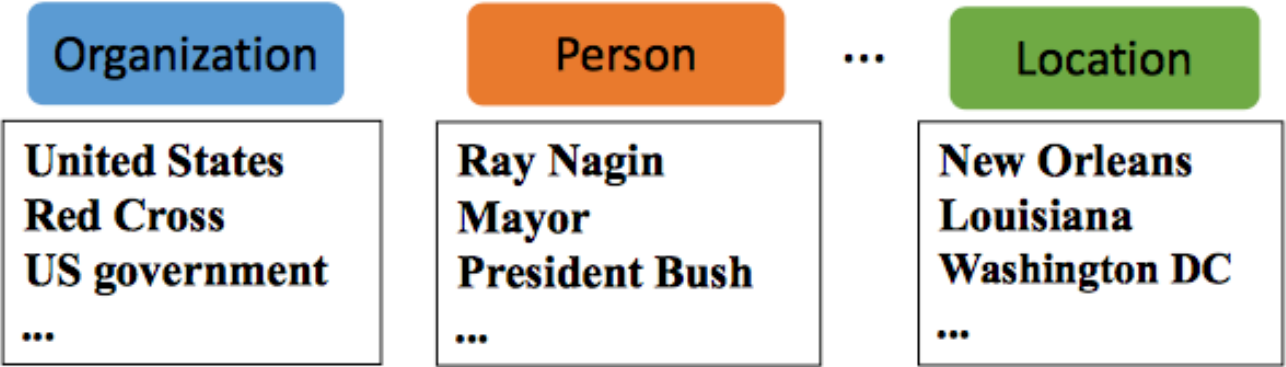 Organization
Person
...
Location
United States
Red Cross
US government
...
Ray Nagin
Mayor
President Bush
...
New Orleans
Louisiana
Washington DC
...